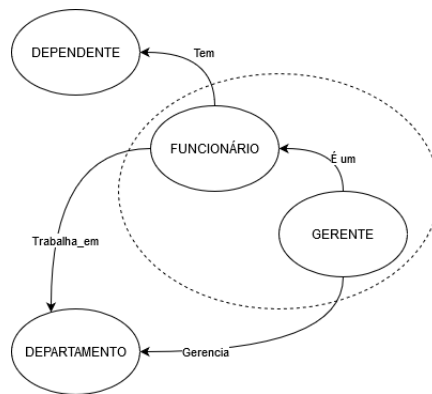 DEPENDENTE
Tem
FUNCIONÁRIO
É um
GERENTE
Trabalha_em
DEPARTAMENTO
Gerencia